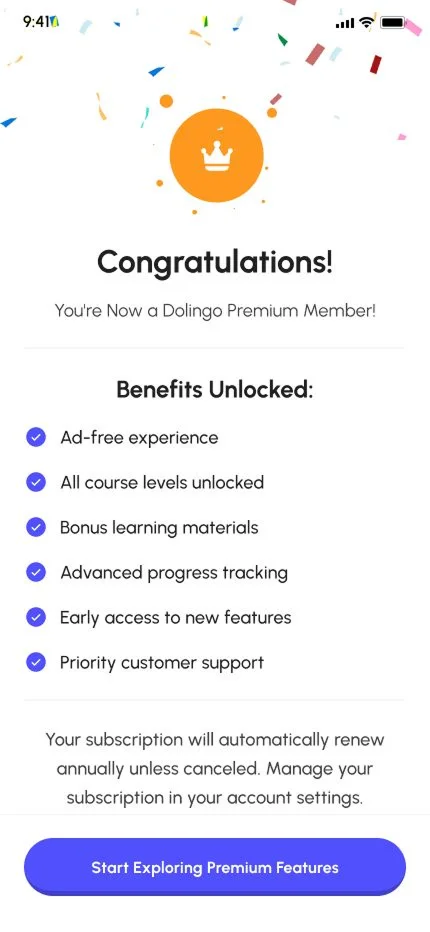 9:41
Congratulations!
You're Now a Dolingo Premium Member!
Benefits Unlocked:
Ad-free experience
All course levels unlocked
Bonus learning materials
Advanced progress tracking
Early access to new features
Priority customer support
Your subscription will automatically renew
annually unless canceled. Manage your
subscription in your account settings.
Start Exploring Premium Features